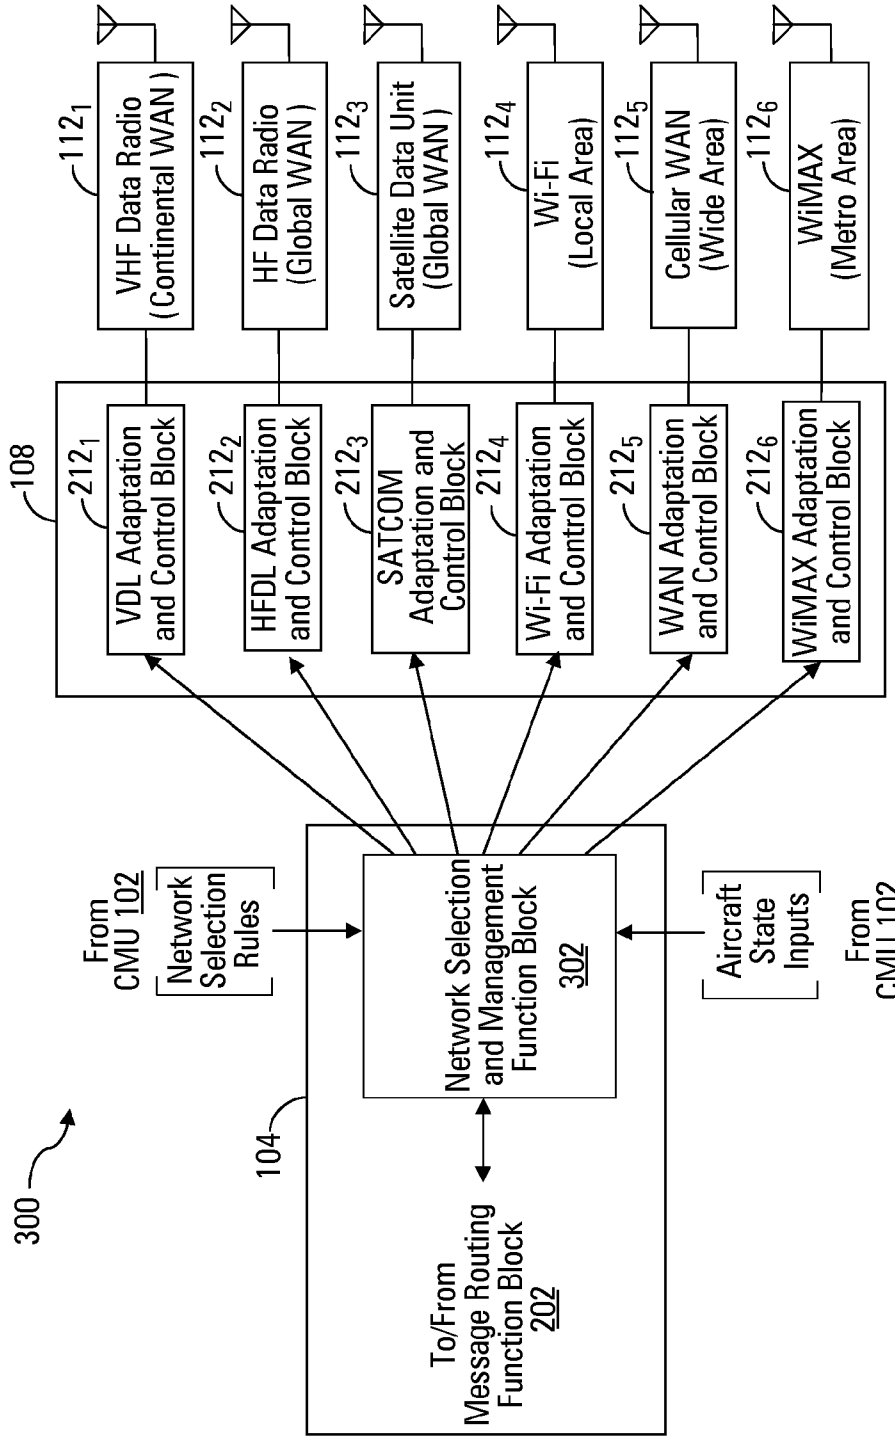 300
104
To/From
Message Routing
Function Block
202
From
CMU 102
Network
Selection
Rules
Network Selection
and Management
Function Block
302
Aircraft
State
Inputs
From
CMU 102
108
212₁
VDL Adaptation
and Control Block
212₂
HFDL Adaptation
and Control Block
212₃
SATCOM
Adaptation and
Control Block
212₄
Wi-Fi Adaptation
and Control Block
212₅
WAN Adaptation
and Control Block
212₆
WiMAX Adaptation
and Control Block
112₁
VHF Data Radio
(Continental WAN)
112₂
HF Data Radio
(Global WAN)
112₃
Satellite Data Unit
(Global WAN)
112₄
Wi-Fi
(Local Area)
112₅
Cellular WAN
(Wide Area)
112₆
WiMAX
(Metro Area)